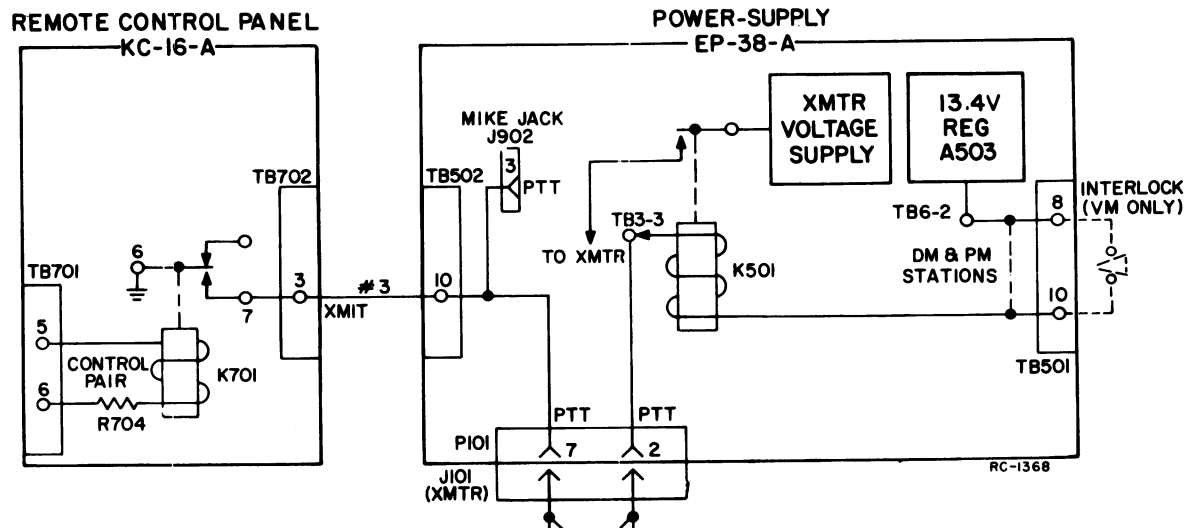 REMOTE CONTROL PANEL
KC-16-A
POWER-SUPPLY
EP-38-A
MIKE JACK
J902
3
PTT
XMTR
VOLTAGE
SUPPLY
13.4V
REG
A503
TB702
TB502
TB6-2
8
INTERLOCK
(VM ONLY)
TB3-3
TO XMTR
K501
DM & PM
STATIONS
6
TB701
7
3
XMIT
#3
10
10
TB501
5
CONTROL
PAIR
6
R704
K701
PTT
PTT
P101
7
2
J101
(XMTR)
RC-1368